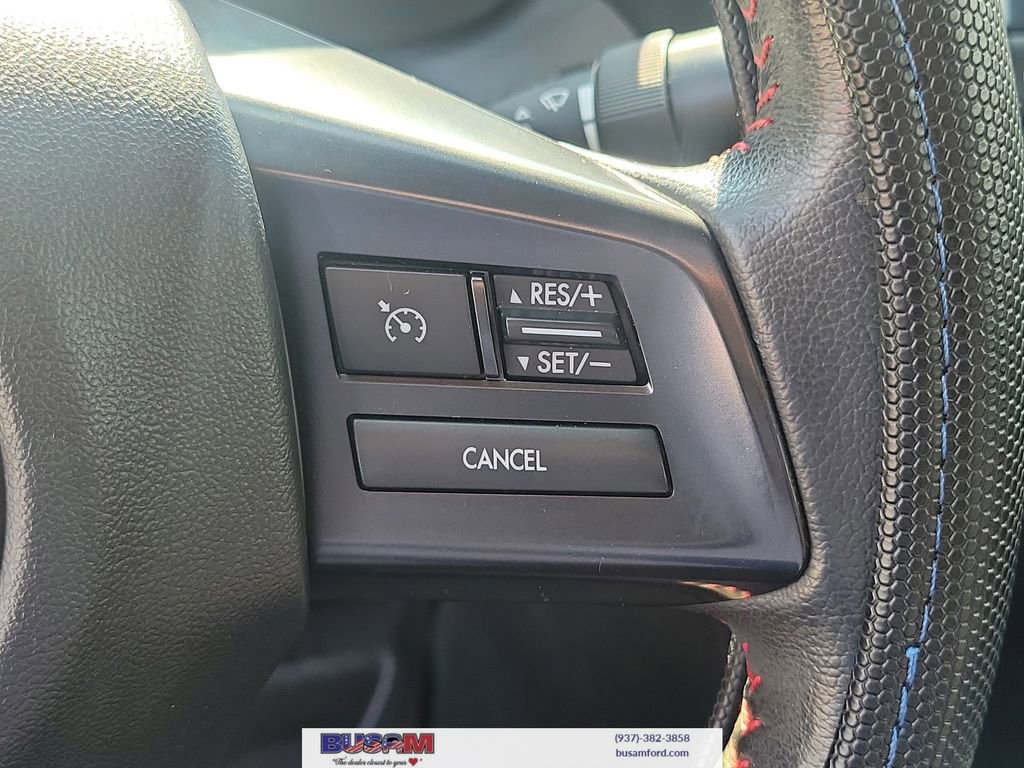 ▲ RES/+
▼ SET/−
CANCEL
BUSAM
"The dealer closest to your ❤"
(937)-382-3858
busamford.com